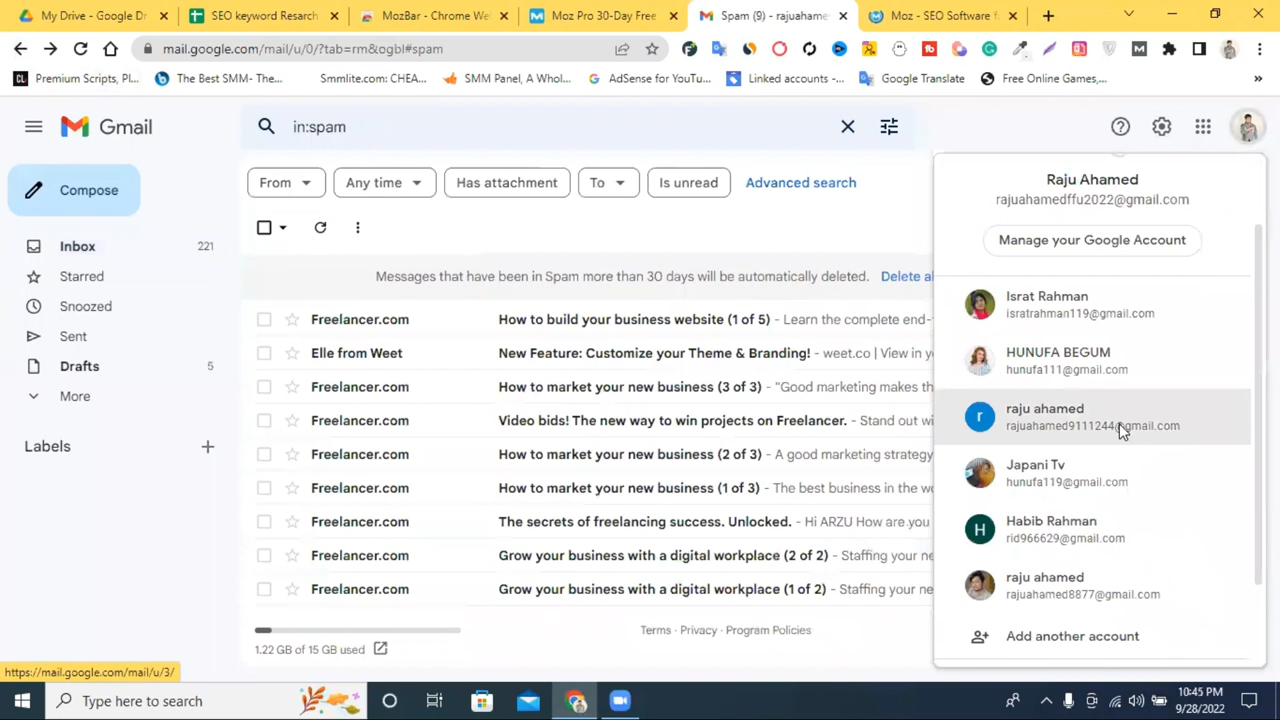 My Drive - Google Dr
SEO keyword Resarch
MozBar - Chrome We
Moz Pro 30-Day Free
Spam (9) - rajuahame
Moz - SEO Software f
mail.google.com/mail/u/0/?tab=rm&ogbl#spam
Premium Scripts, Pl...
The Best SMM- The...
Smmlite.com: CHEA...
SMM Panel, A Whol...
AdSense for YouTu...
Linked accounts -...
Google Translate
Free Online Games,...
»
Gmail
in:spam
Compose
From
Any time
Has attachment
To
Is unread
Advanced search
Raju Ahamed
rajuahamedffu2022@gmail.com
Manage your Google Account
Inbox 221
Starred
Snoozed
Sent
Drafts 5
More
Labels
Messages that have been in Spam more than 30 days will be automatically deleted. Delete al
Freelancer.com How to build your business website (1 of 5) - Learn the complete end-
Elle from Weet New Feature: Customize your Theme & Branding! - weet.co | View in y
Freelancer.com How to market your new business (3 of 3) - "Good marketing makes th
Freelancer.com Video bids! The new way to win projects on Freelancer. - Stand out wi
Freelancer.com How to market your new business (2 of 3) - A good marketing strategy
Freelancer.com How to market your new business (1 of 3) - The best business in the w
Freelancer.com The secrets of freelancing success. Unlocked. - Hi ARZU How are you
Freelancer.com Grow your business with a digital workplace (2 of 2) - Staffing your ne
Freelancer.com Grow your business with a digital workplace (1 of 2) - Staffing your ne
Israt Rahman
isratrahman119@gmail.com
HUNUFA BEGUM
hunufa111@gmail.com
r
raju ahamed
rajuahamed9111244@gmail.com
Japani Tv
hunufa119@gmail.com
H
Habib Rahman
rid966629@gmail.com
raju ahamed
rajuahamed8877@gmail.com
Add another account
1.22 GB of 15 GB used
Terms · Privacy · Program Policies
https://mail.google.com/mail/u/3/
Type here to search
10:45 PM
9/28/2022